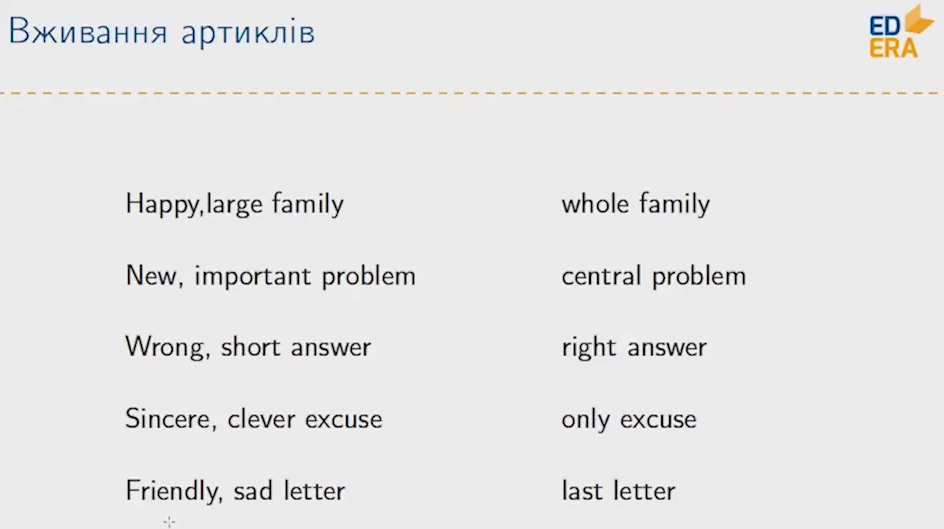 Вживання артиклів
ED
ERA
Happy,large family
whole family
New, important problem
central problem
Wrong, short answer
right answer
Sincere, clever excuse
only excuse
Friendly, sad letter
last letter